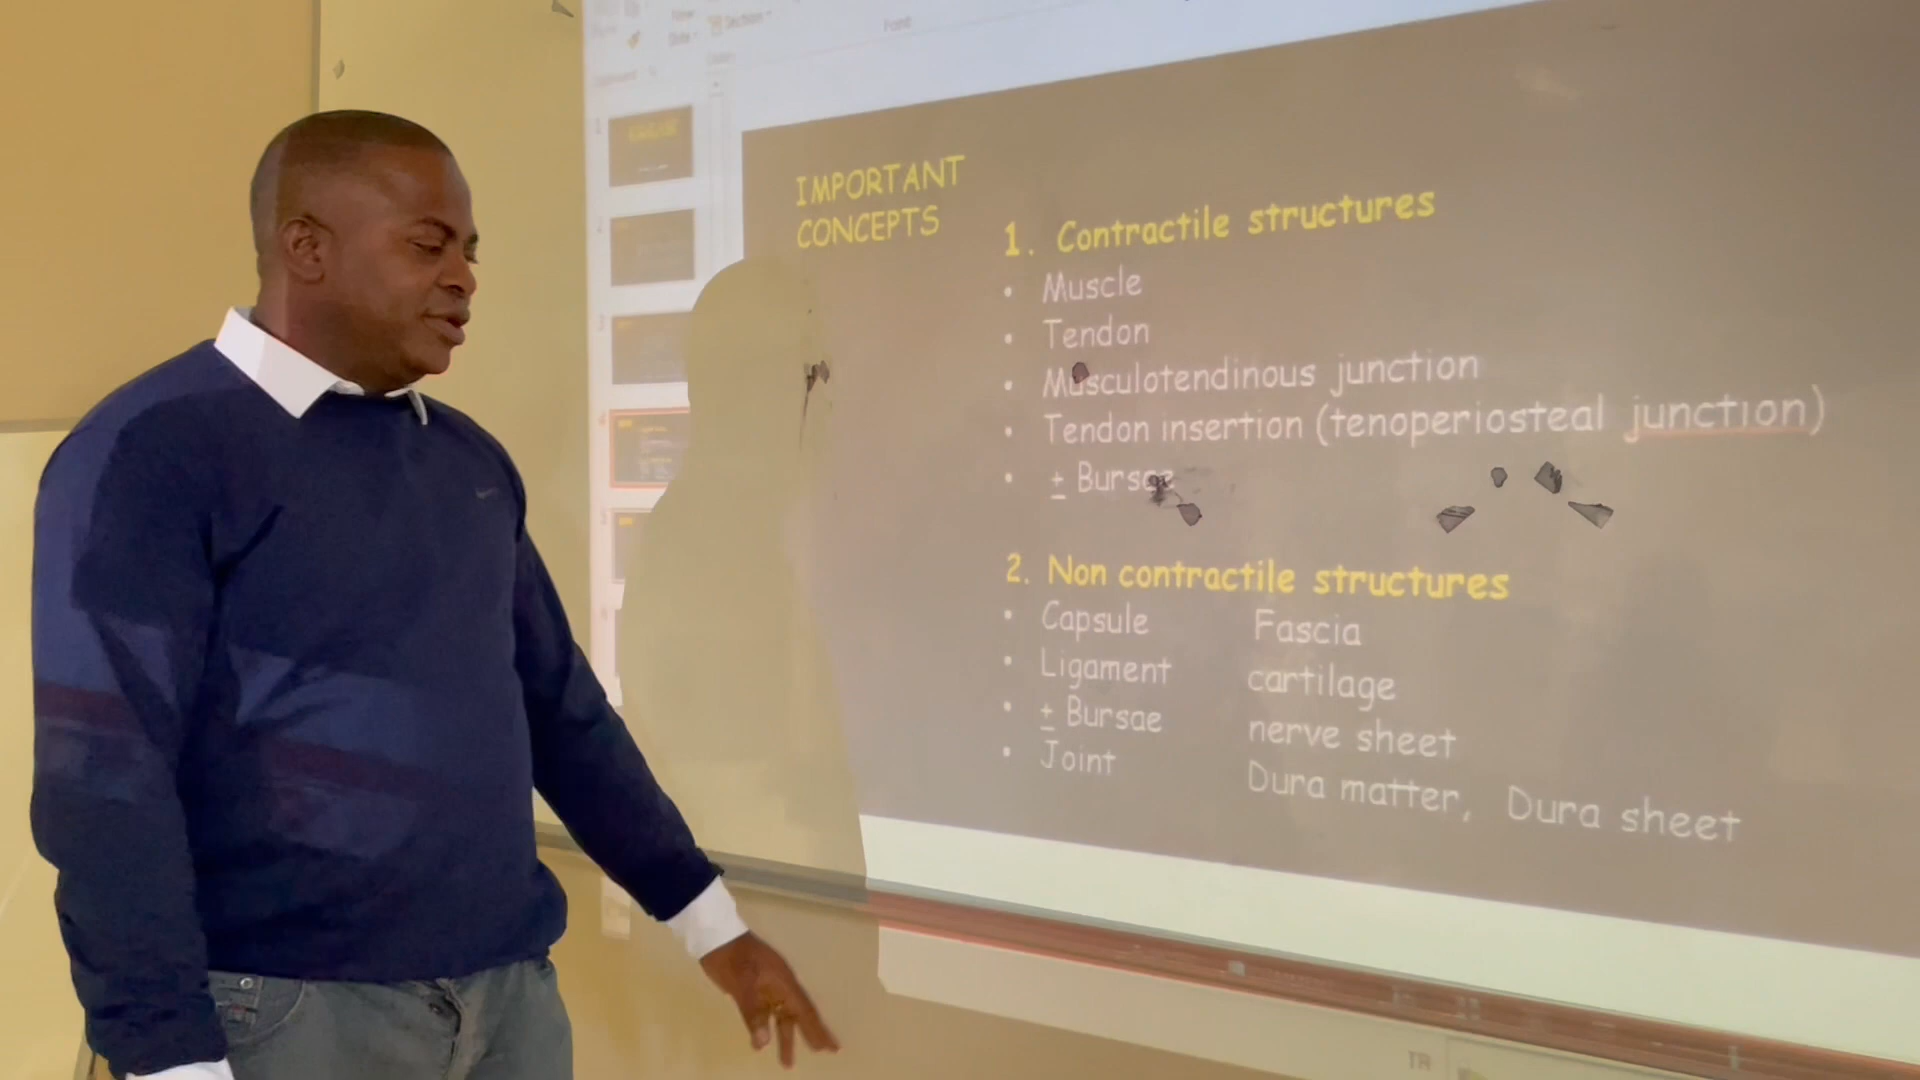 IMPORTANT
CONCEPTS
1. Contractile structures
• Muscle
• Tendon
• Musculotendinous junction
• Tendon insertion (tenoperiosteal junction)
• ± Bursae
2. Non contractile structures
• Capsule Fascia
• Ligament cartilage
• ± Bursae nerve sheet
• Joint Dura matter, Dura sheet